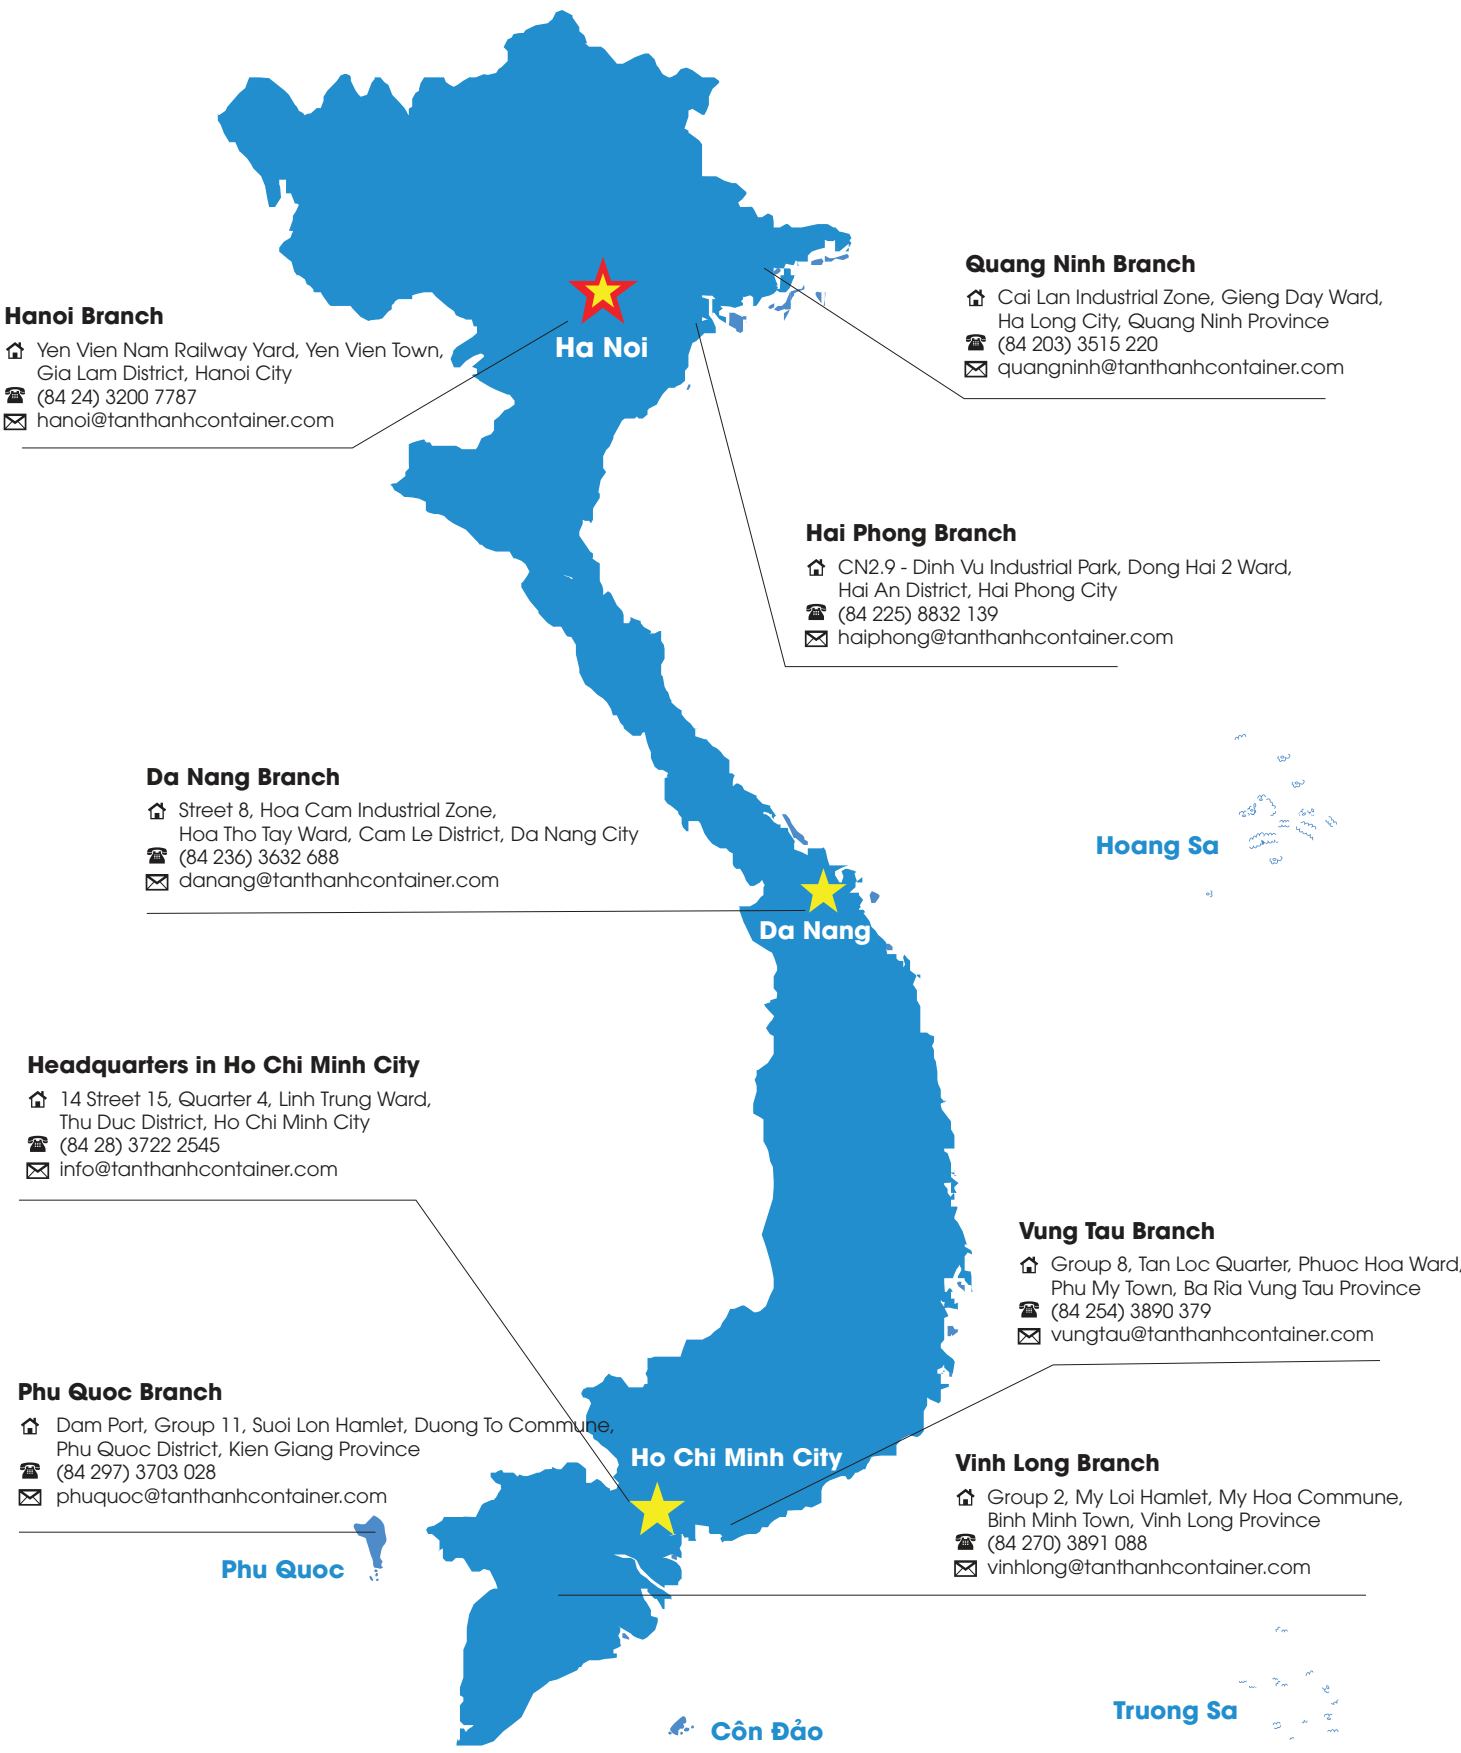 Quang Ninh Branch
Cai Lan Industrial Zone, Gieng Day Ward,
Ha Long City, Quang Ninh Province
(84 203) 3515 220
quangninh@tanthanhcontainer.com
Hanoi Branch
Yen Vien Nam Railway Yard, Yen Vien Town,
Gia Lam District, Hanoi City
(84 24) 3200 7787
hanoi@tanthanhcontainer.com
Ha Noi
Hai Phong Branch
CN2.9 - Dinh Vu Industrial Park, Dong Hai 2 Ward,
Hai An District, Hai Phong City
(84 225) 8832 139
haiphong@tanthanhcontainer.com
Da Nang Branch
Street 8, Hoa Cam Industrial Zone,
Hoa Tho Tay Ward, Cam Le District, Da Nang City
(84 236) 3632 688
danang@tanthanhcontainer.com
Hoang Sa
Da Nang
Headquarters in Ho Chi Minh City
14 Street 15, Quarter 4, Linh Trung Ward,
Thu Duc District, Ho Chi Minh City
(84 28) 3722 2545
info@tanthanhcontainer.com
Vung Tau Branch
Group 8, Tan Loc Quarter, Phuoc Hoa Ward,
Phu My Town, Ba Ria Vung Tau Province
(84 254) 3890 379
vungtau@tanthanhcontainer.com
Phu Quoc Branch
Dam Port, Group 11, Suoi Lon Hamlet, Duong To Commune,
Phu Quoc District, Kien Giang Province
(84 297) 3703 028
phuquoc@tanthanhcontainer.com
Ho Chi Minh City
Vinh Long Branch
Group 2, My Loi Hamlet, My Hoa Commune,
Binh Minh Town, Vinh Long Province
(84 270) 3891 088
vinhlong@tanthanhcontainer.com
Phu Quoc
Truong Sa
Côn Đảo